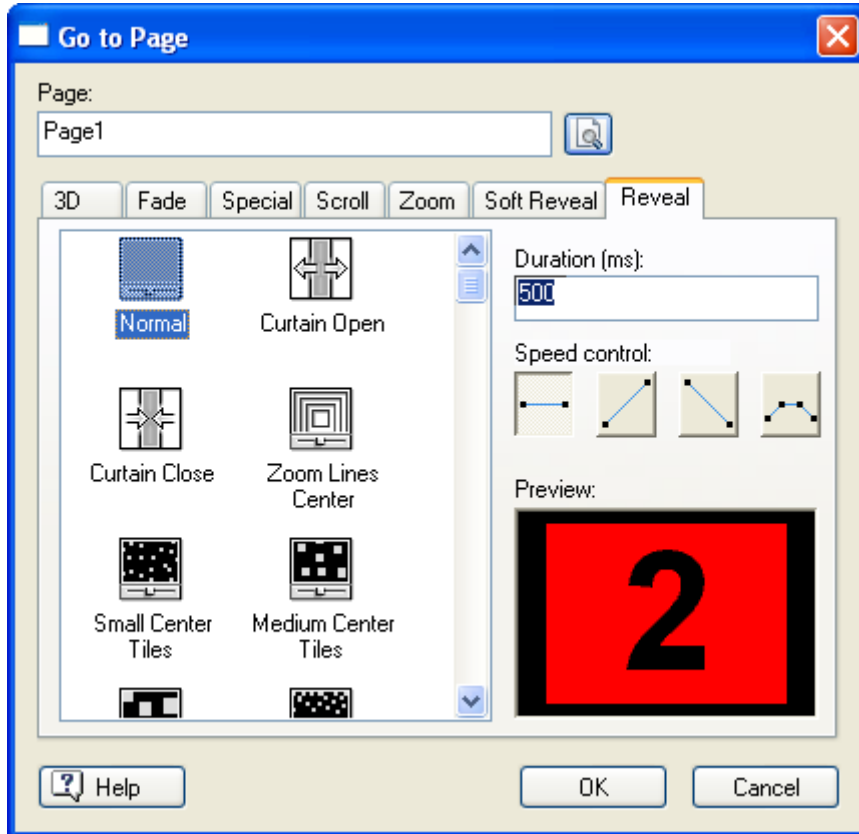 Go to Page
Page:
Page1
3D Fade Special Scroll Zoom Soft Reveal Reveal
Normal
Curtain Open
Curtain Close
Zoom Lines
Center
Small Center
Tiles
Medium Center
Tiles
Duration (ms):
500
Speed control:
Preview:
2
? Help
OK
Cancel